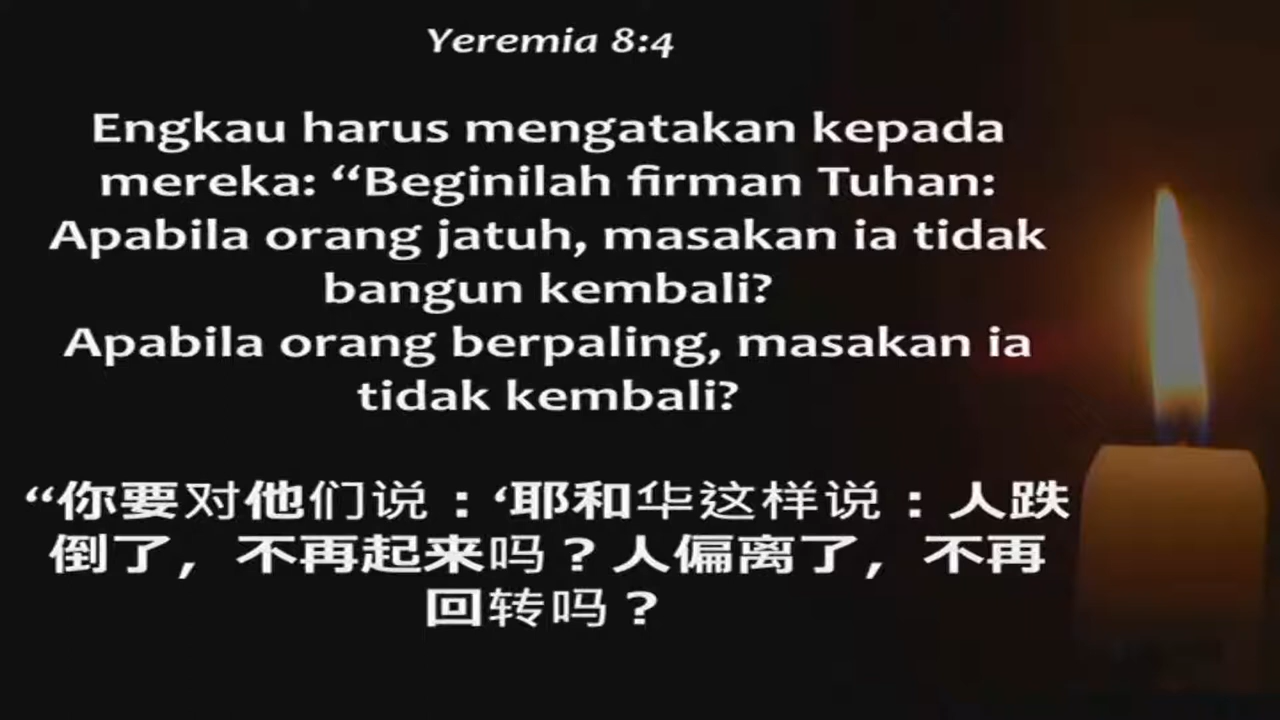 Yeremia 8:4
Engkau harus mengatakan kepada
mereka: “Beginilah firman Tuhan:
Apabila orang jatuh, masakan ia tidak
bangun kembali?
Apabila orang berpaling, masakan ia
tidak kembali?
“你要对他们说：‘耶和华这样说：人跌
倒了，不再起来吗？人偏离了，不再
回转吗？